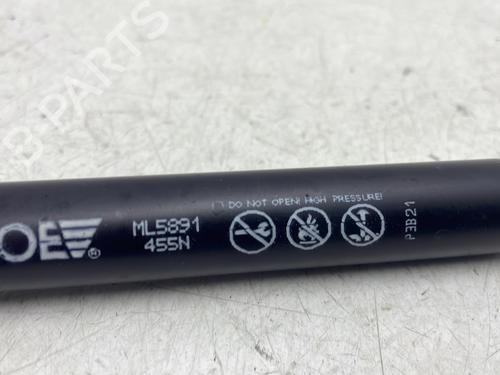 B-PARTS
OE
ML5891
455N
DO NOT OPEN! HIGH PRESSURE!
P3B21